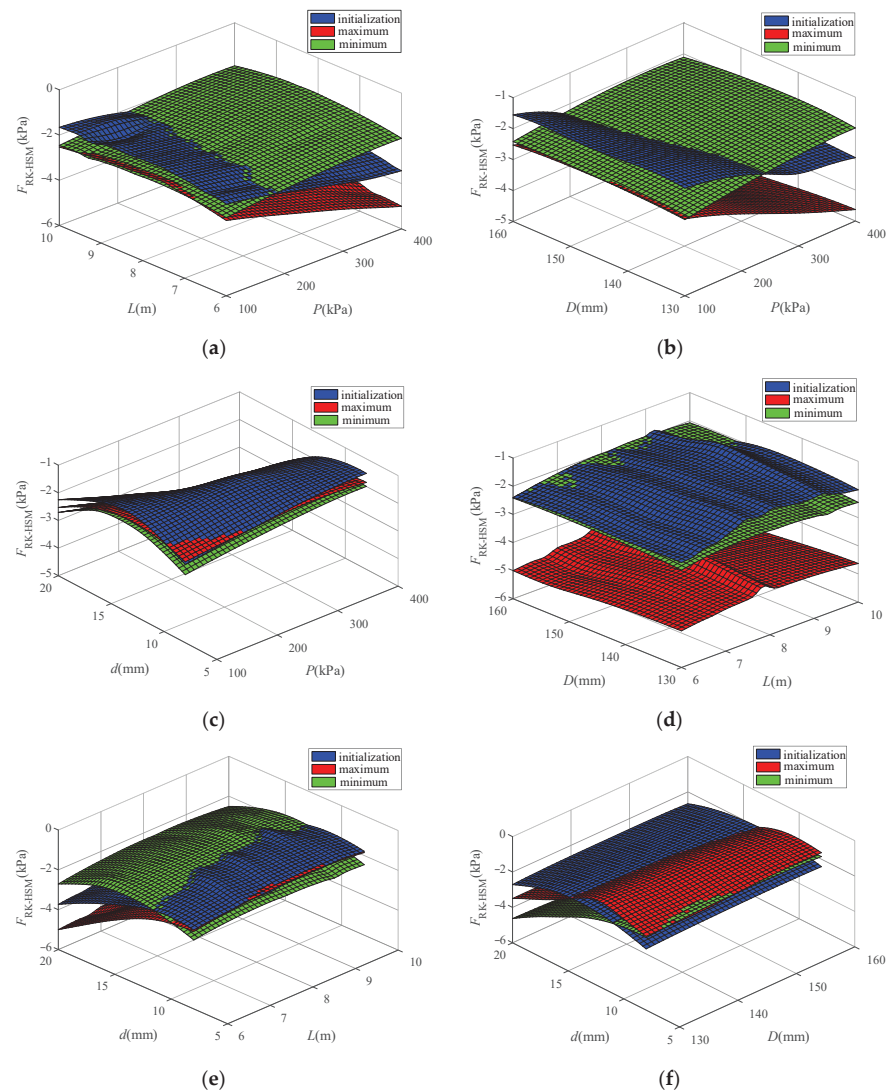 initialization
maximum
minimum
0
−2
−4
−6
F_RK-HSM (kPa)
10
9
8
7
6
L(m)
100
200
300
400
P(kPa)
(a)
initialization
maximum
minimum
−1
−2
−3
−4
−5
F_RK-HSM (kPa)
160
150
140
130
D(mm)
100
200
300
400
P(kPa)
(b)
initialization
maximum
minimum
−1
−2
−3
−4
−5
F_RK-HSM (kPa)
20
15
10
5
d(mm)
100
200
300
400
P(kPa)
(c)
initialization
maximum
minimum
−1
−2
−3
−4
−5
−6
F_RK-HSM (kPa)
160
150
140
130
D(mm)
6
7
8
9
10
L(m)
(d)
initialization
maximum
minimum
0
−2
−4
−6
F_RK-HSM (kPa)
20
15
10
5
d(mm)
6
7
8
9
10
L(m)
(e)
initialization
maximum
minimum
0
−2
−4
−6
F_RK-HSM (kPa)
20
15
10
5
d(mm)
130
140
150
160
D(mm)
(f)